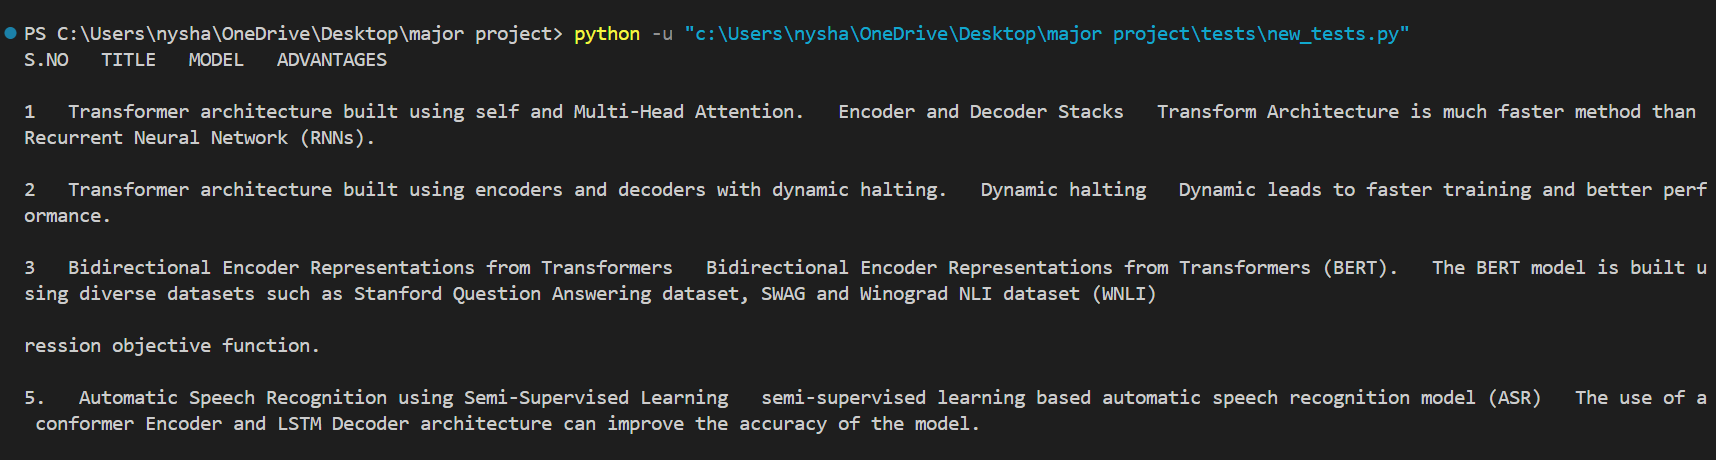 PS C:\Users\nysha\OneDrive\Desktop\major project> python -u "c:\Users\nysha\OneDrive\Desktop\major project\tests\new_tests.py"
S.NO   TITLE   MODEL   ADVANTAGES
1   Transformer architecture built using self and Multi-Head Attention.   Encoder and Decoder Stacks   Transform Architecture is much faster method than
Recurrent Neural Network (RNNs).
2   Transformer architecture built using encoders and decoders with dynamic halting.   Dynamic halting   Dynamic leads to faster training and better perf
ormance.
3   Bidirectional Encoder Representations from Transformers   Bidirectional Encoder Representations from Transformers (BERT).   The BERT model is built u
sing diverse datasets such as Stanford Question Answering dataset, SWAG and Winograd NLI dataset (WNLI)
ression objective function.
5.   Automatic Speech Recognition using Semi-Supervised Learning   semi-supervised learning based automatic speech recognition model (ASR)   The use of a
 conformer Encoder and LSTM Decoder architecture can improve the accuracy of the model.